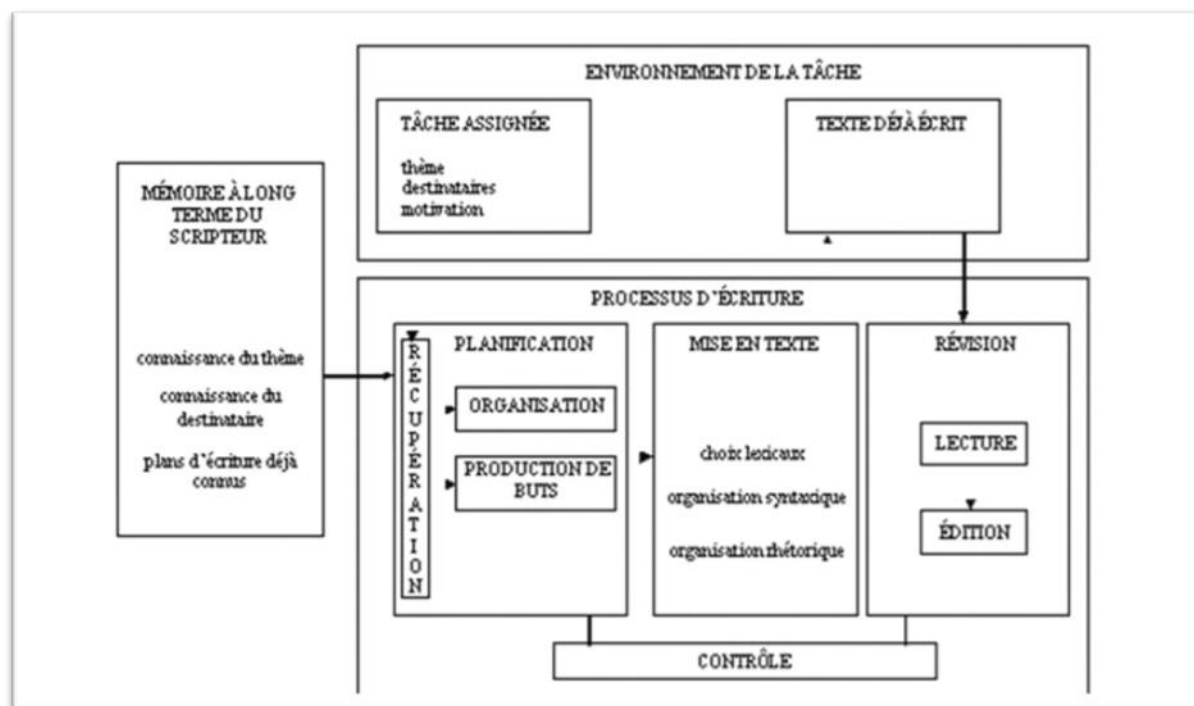 ENVIRONNEMENT DE LA TÂCHE
TÂCHE ASSIGNÉE
thème
destinataires
motivation
TEXTE DÉJÀ ÉCRIT
MÉMOIRE À LONG
TERME DU
SCRIPTEUR
connaissance du thème
connaissance du
destinataire
plans d'écriture déjà
connus
PROCESSUS D'ÉCRITURE
RÉCUPÉRATION
PLANIFICATION
ORGANISATION
PRODUCTION DE
BUTS
MISE EN TEXTE
choix lexicaux
organisation syntaxique
organisation rhétorique
RÉVISION
LECTURE
ÉDITION
CONTRÔLE